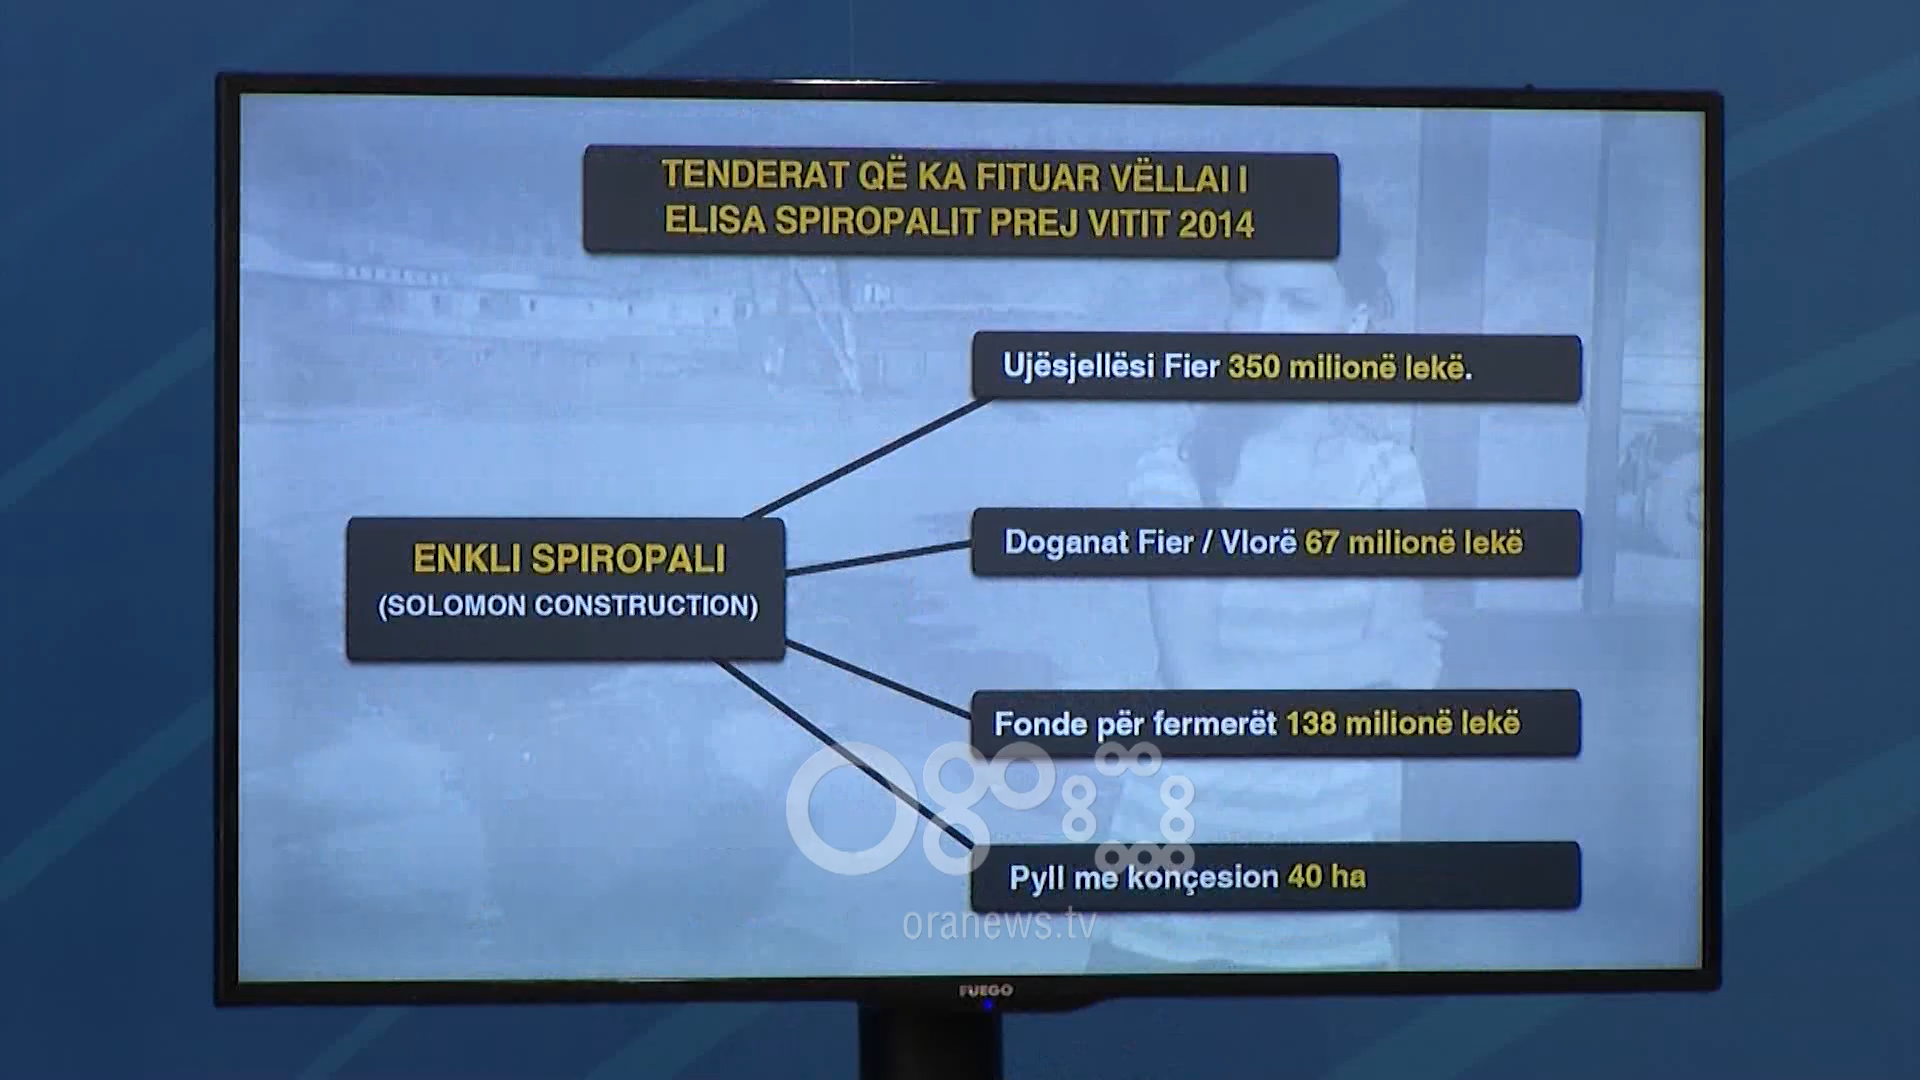 TENDERAT QË KA FITUAR VËLLAI I
ELISA SPIROPALIT PREJ VITIT 2014
Ujësjellësi Fier 350 milionë lekë.
Doganat Fier / Vlorë 67 milionë lekë
ENKLI SPIROPALI
(SOLOMON CONSTRUCTION)
Fonde për fermerët 138 milionë lekë
Pyll me konçesion 40 ha
oranews.tv
FUEGO